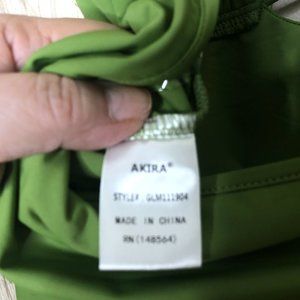 AKIRA®
STYLE# GLM111904
MADE IN CHINA
RN(148564)